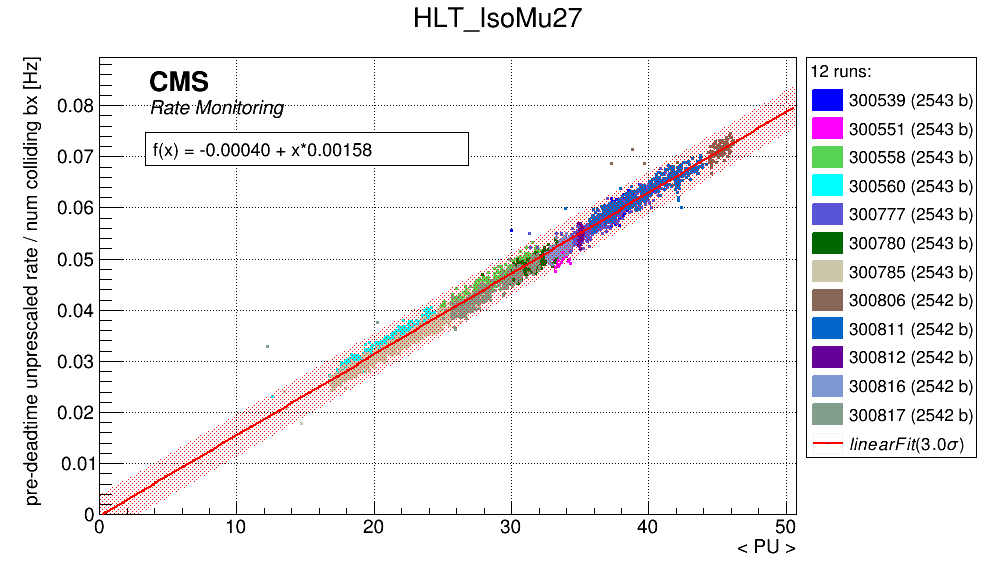 HLT_IsoMu27
pre-deadtime unprescaled rate / num colliding bx [Hz]
CMS
Rate Monitoring
f(x) = -0.00040 + x*0.00158
0.08
0.07
0.06
0.05
0.04
0.03
0.02
0.01
0
0 10 20 30 40 50
< PU >
12 runs:
300539 (2543 b)
300551 (2543 b)
300558 (2543 b)
300560 (2543 b)
300777 (2543 b)
300780 (2543 b)
300785 (2543 b)
300806 (2542 b)
300811 (2542 b)
300812 (2542 b)
300816 (2542 b)
300817 (2542 b)
linearFit(3.0σ)